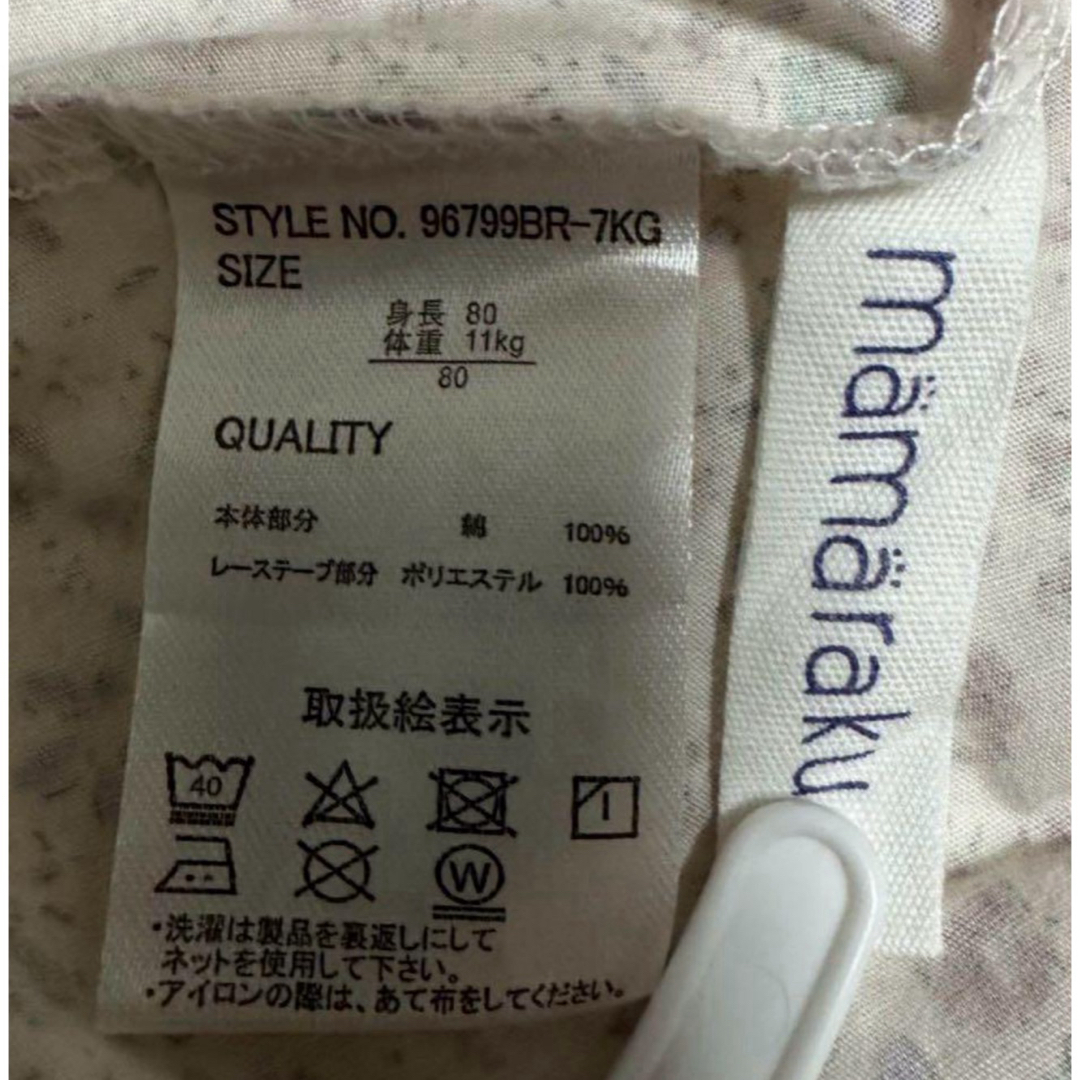 STYLE NO. 96799BR-7KG
SIZE
身長 80
体重 11kg
80
QUALITY
本体部分 綿 100%
レーステープ部分 ポリエステル 100%
取扱絵表示
40
W
・洗濯は製品を裏返しにして
ネットを使用して下さい。
・アイロンの際は、あて布をしてください。
mämäraku